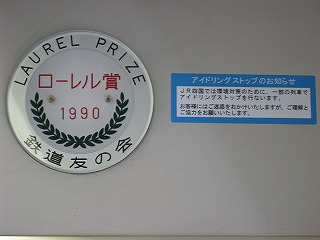 LAUREL PRIZE
ローレル賞
1990
鉄道友の会
アイドリングストップのお知らせ
JR四国では環境対策のために、一部の列車で
アイドリングストップを行ないます。
お客様にはご迷惑をおかけいたしますが、ご理解と
ご協力をお願いいたします。